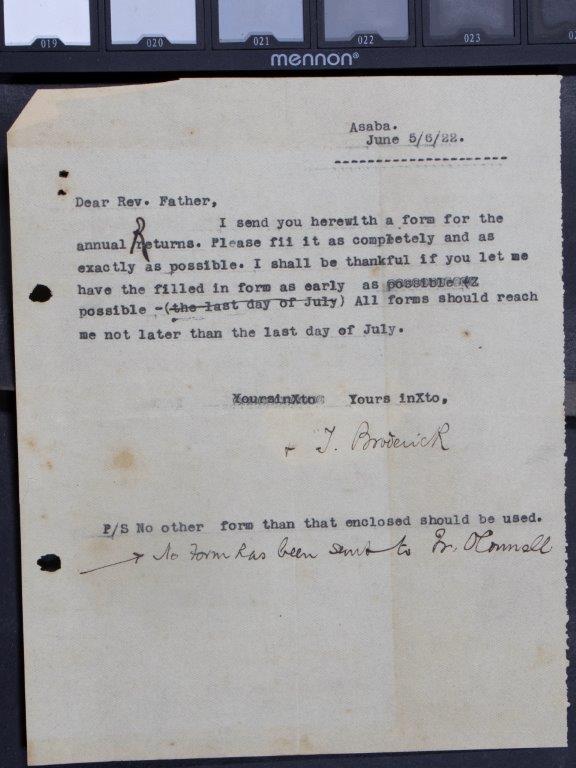 019 020 021 022 023
mennon®
Asaba.
June 5/6/22.
Dear Rev. Father,
I send you herewith a form for the
annual Returns. Please fii it as completely and as
exactly as possible. I shall be thankful if you let me
have the filled in form as early as possible
possible -(the last day of July) All forms should reach
me not later than the last day of July.
YoursinXto Yours inXto,
+ T. Broderick
P/S No other form than that enclosed should be used.
No Form has been sent to Fr. O'Connell